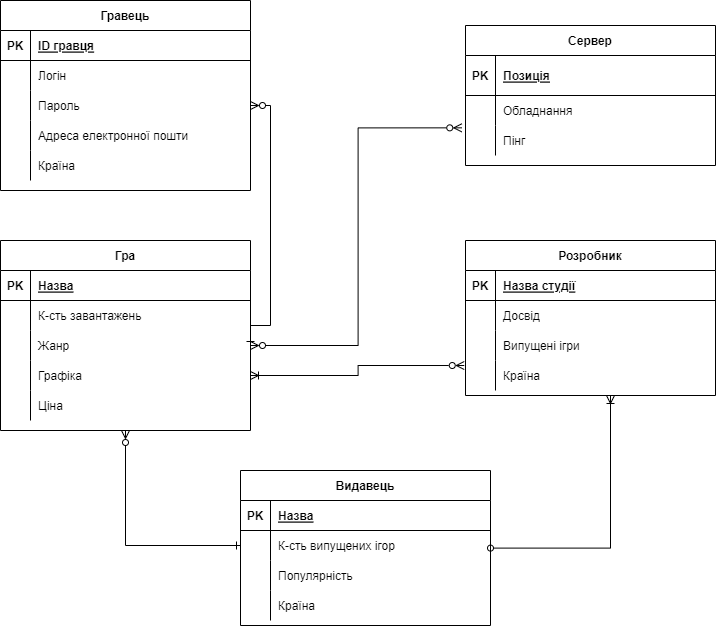 Гравець
PK ID гравця
Логін
Пароль
Адреса електронної пошти
Країна
Сервер
PK Позиція
Обладнання
Пінг
Гра
PK Назва
К-сть завантажень
Жанр
Графіка
Ціна
Розробник
PK Назва студії
Досвід
Випущені ігри
Країна
Видавець
PK Назва
К-сть випущених ігор
Популярність
Країна